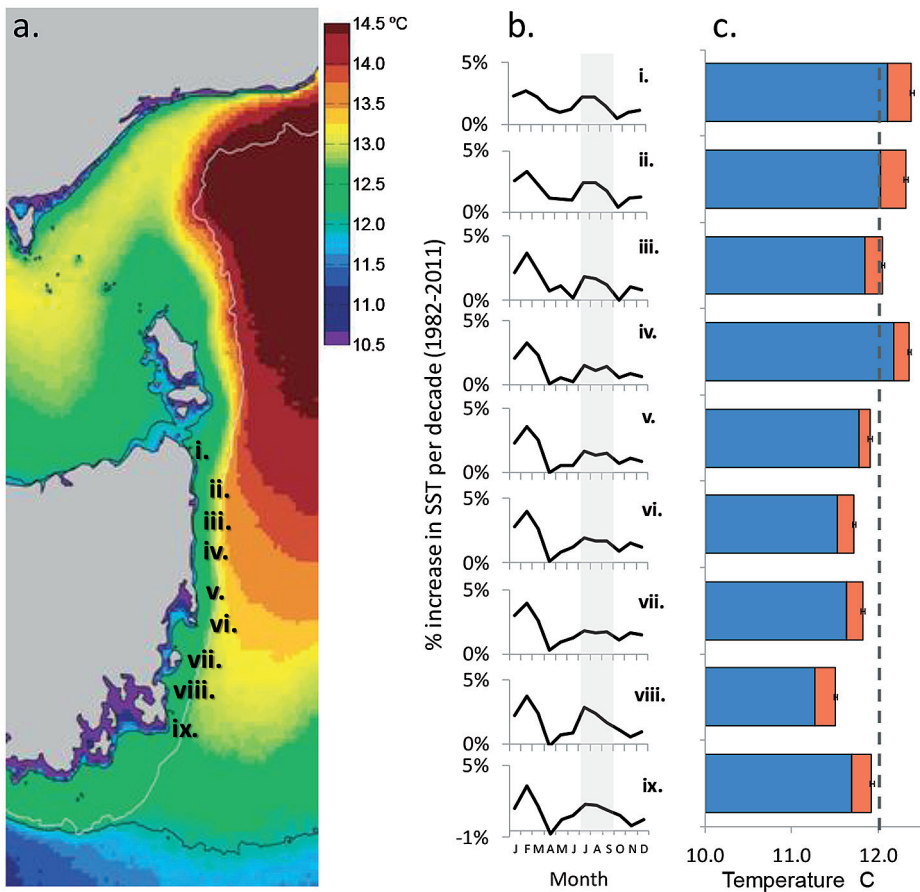 a.
14.5 ºC
14.0
13.5
13.0
12.5
12.0
11.5
11.0
10.5
i.
ii.
iii.
iv.
v.
vi.
vii.
viii.
ix.
b.
% increase in SST per decade (1982-2011)
5%
i.
0%
5%
ii.
0%
5%
iii.
0%
5%
iv.
0%
5%
v.
0%
5%
vi.
0%
5%
vii.
0%
5%
viii.
0%
5%
ix.
-1%
J F M A M J J A S O N D
Month
c.
10.0 11.0 12.0
Temperature C